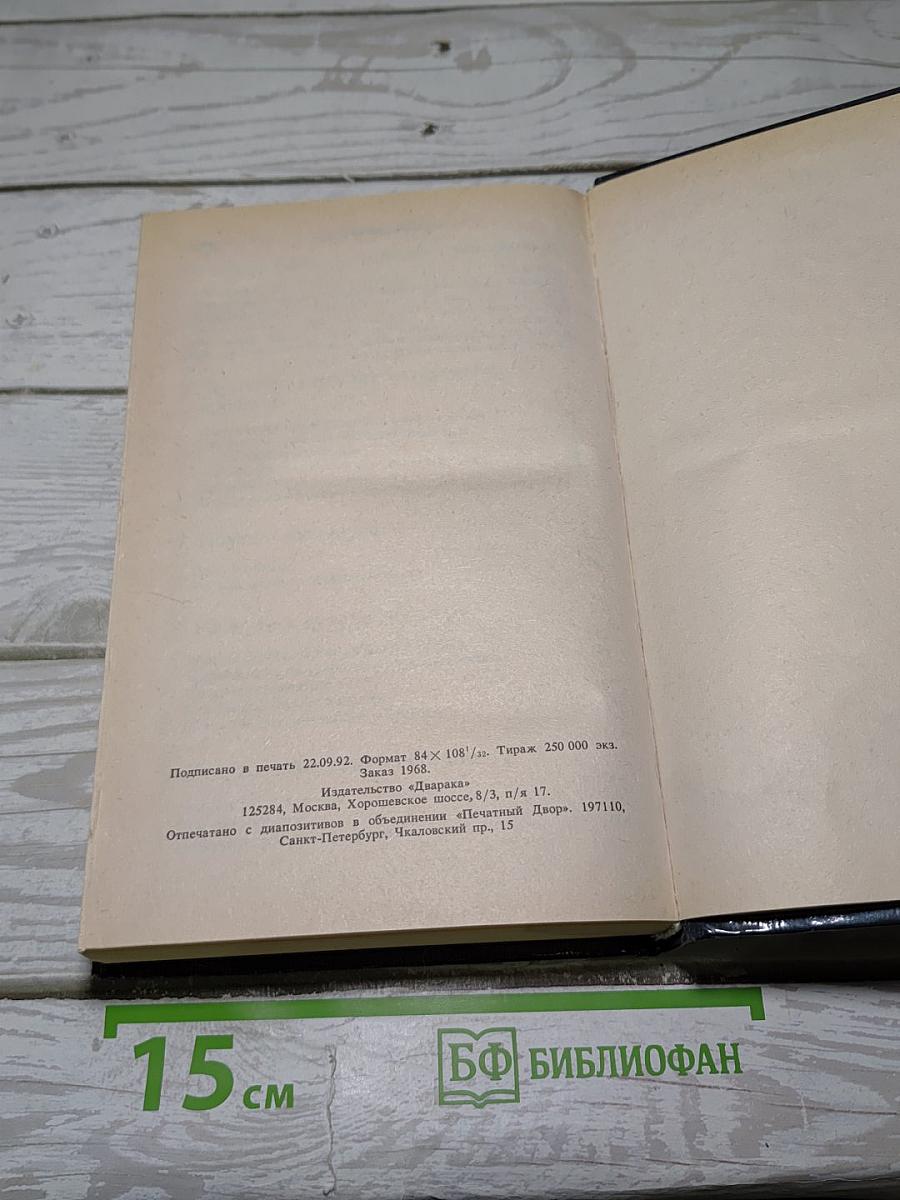 Подписано в печать 22.09.92. Формат 84×108¹/₃₂. Тираж 250 000 экз.
Заказ 1968.
Издательство «Дварака»
125284, Москва, Хорошевское шоссе, 8/3, п/я 17.
Отпечатано с диапозитивов в объединении «Печатный Двор». 197110,
Санкт-Петербург, Чкаловский пр., 15
15 см
БФ БИБЛИОФАН